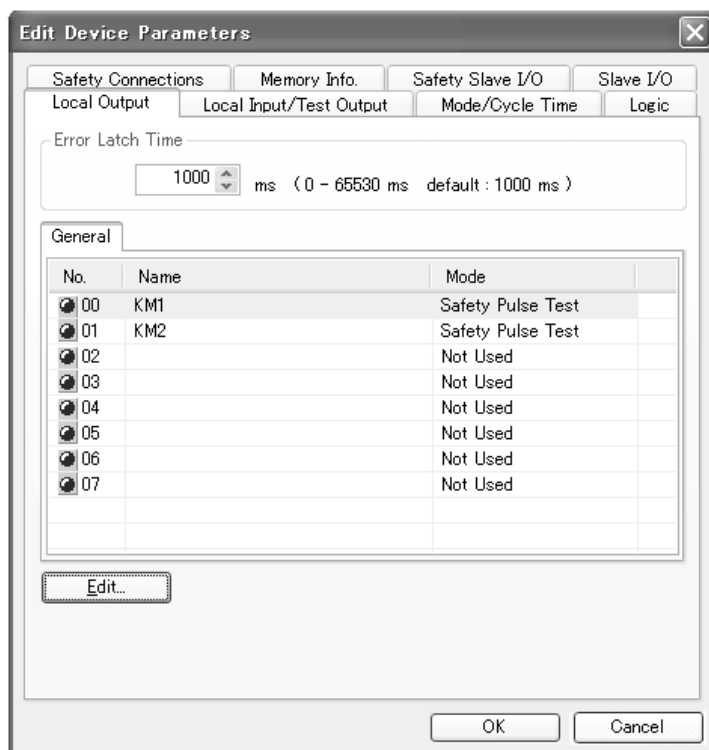 Edit Device Parameters
Safety Connections Memory Info. Safety Slave I/O Slave I/O
Local Output Local Input/Test Output Mode/Cycle Time Logic
Error Latch Time
1000 ms ( 0 - 65530 ms default : 1000 ms )
General
No. Name Mode
00 KM1 Safety Pulse Test
01 KM2 Safety Pulse Test
02 Not Used
03 Not Used
04 Not Used
05 Not Used
06 Not Used
07 Not Used
Edit...
OK Cancel